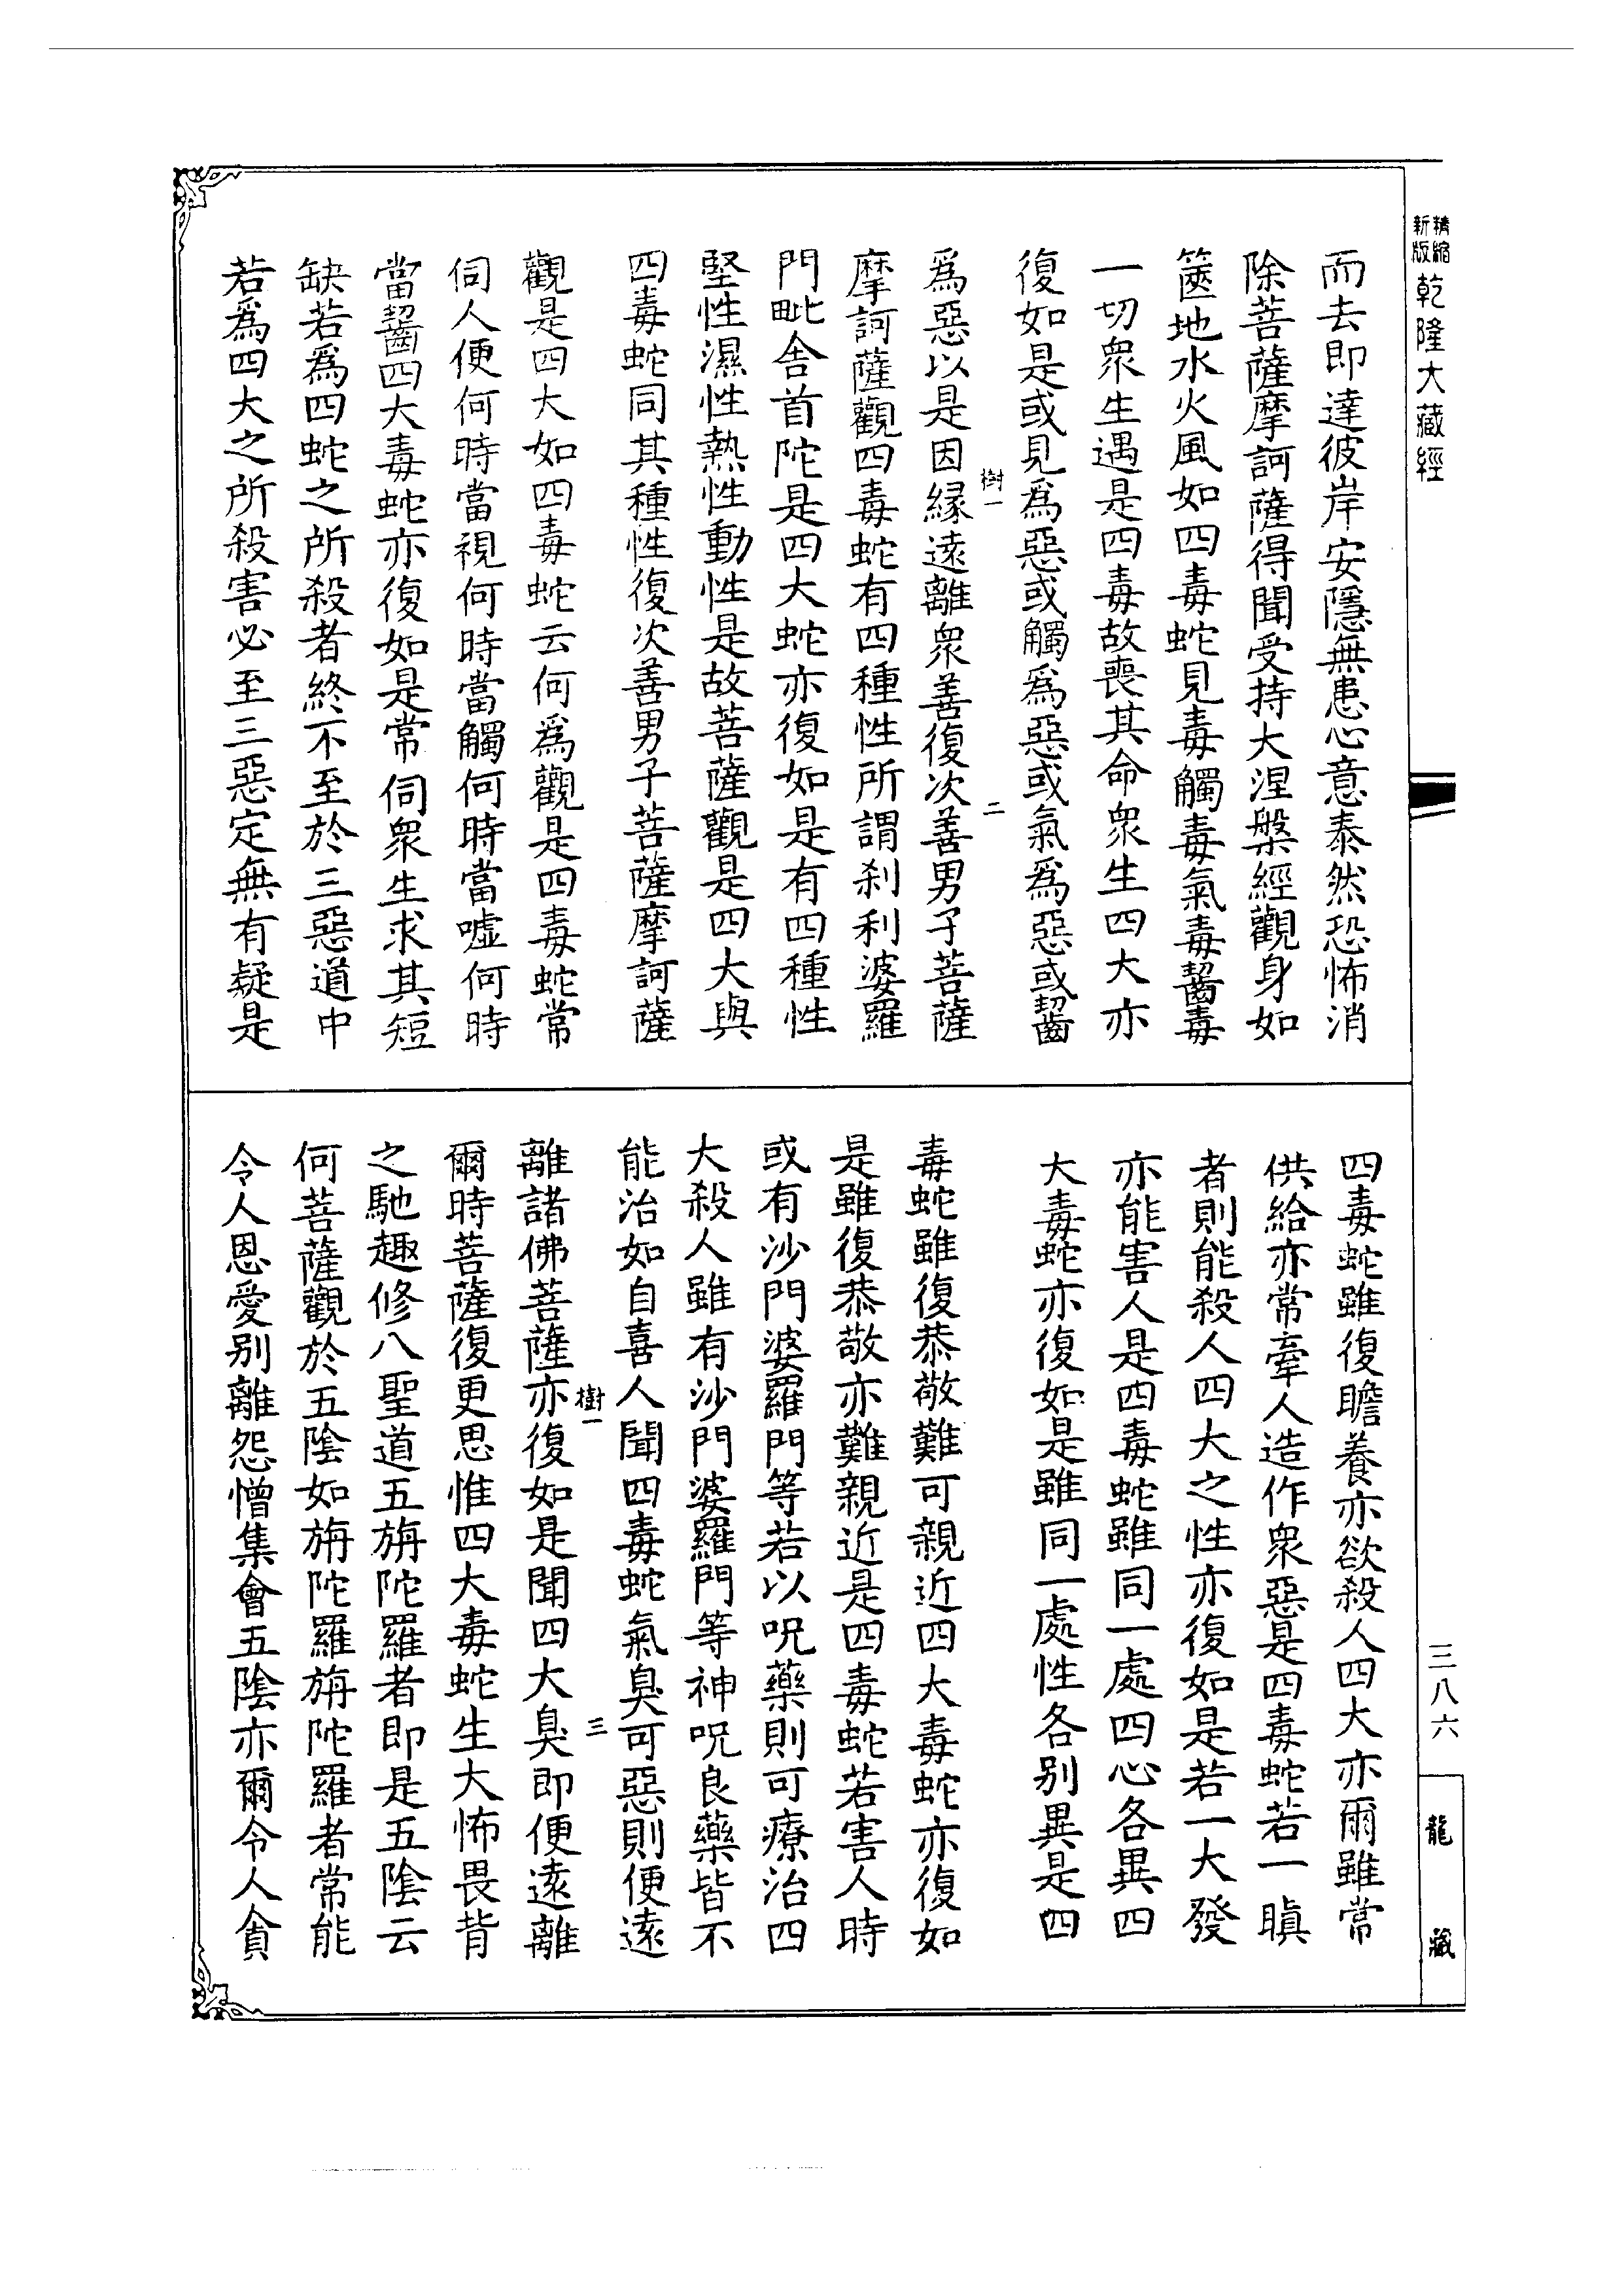 精縮
新版
乾隆大藏經
而去即達彼岸安隱無患心意泰然恐怖消
除菩薩摩訶薩得聞受持大涅槃經觀身如
篋地水火風如四毒蛇見毒觸毒氣毒齧毒
一切衆生遇是四毒故喪其命衆生四大亦
復如是或見爲惡或觸爲惡或氣爲惡或齧
樹一
二
爲惡以是因緣遠離衆善復次善男子菩薩
摩訶薩觀四毒蛇有四種性所謂刹利婆羅
門毗舍首陀是四大蛇亦復如是有四種性
堅性濕性熱性動性是故菩薩觀是四大與
四毒蛇同其種性復次善男子菩薩摩訶薩
觀是四大如四毒蛇云何爲觀是四毒蛇常
伺人便何時當視何時當觸何時當噓何時
當齧四大毒蛇亦復如是常伺衆生求其短
缺若爲四蛇之所殺者終不至於三惡道中
若爲四大之所殺害必至三惡定無有疑是
四毒蛇雖復瞻養亦欲殺人四大亦爾雖常
供給亦常牽人造作衆惡是四毒蛇若一瞋
者則能殺人四大之性亦復如是若一大發
亦能害人是四毒蛇雖同一處四心各異四
大毒蛇亦復如是雖同一處性各别異是四
毒蛇雖復恭敬難可親近四大毒蛇亦復如
是雖復恭敬亦難親近是四毒蛇若害人時
或有沙門婆羅門等若以呪藥則可療治四
大殺人雖有沙門婆羅門等神呪良藥皆不
能治如自喜人聞四毒蛇氣臭可惡則便遠
樹一
三
離諸佛菩薩亦復如是聞四大臭即便遠離
爾時菩薩復更思惟四大毒蛇生大怖畏背
之馳趣修八聖道五旃陀羅者即是五陰云
何菩薩觀於五陰如旃陀羅旃陀羅者常能
令人恩愛别離怨憎集會五陰亦爾令人貪
三八六
龍藏